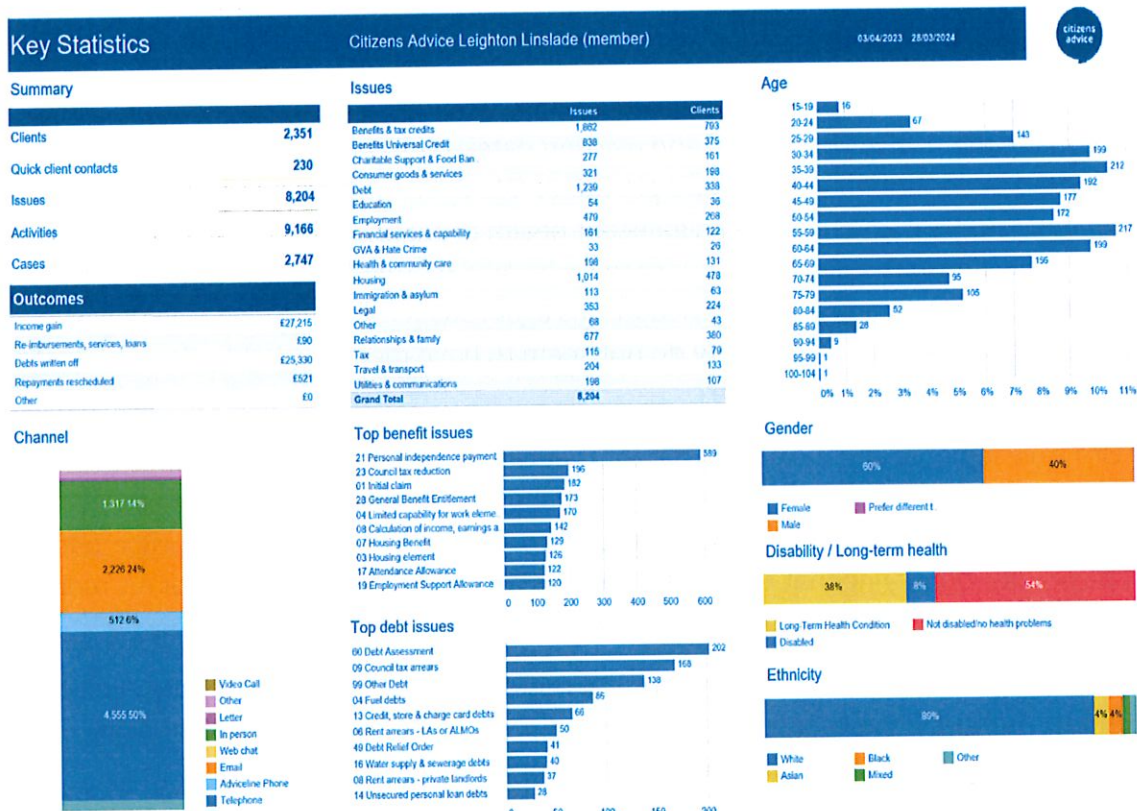 Key Statistics
Citizens Advice Leighton Linslade (member)
03/04/2023 28/03/2024
citizens
advice
Summary
Clients 2,351
Quick client contacts 230
Issues 8,204
Activities 9,166
Cases 2,747
Outcomes
Income gain £27,215
Re-imbursements, services, loans £90
Debts written off £25,330
Repayments rescheduled £521
Other £0
Channel
1,317 14%
2,226 24%
512 6%
4,555 50%
Video Call
Other
Letter
In person
Web chat
Email
Adviceline Phone
Telephone
Issues
Issues Clients
Benefits & tax credits 1,862 793
Benefits Universal Credit 838 375
Charitable Support & Food Ban.. 277 161
Consumer goods & services 321 198
Debt 1,239 338
Education 54 36
Employment 479 268
Financial services & capability 161 122
GVA & Hate Crime 33 26
Health & community care 198 131
Housing 1,014 478
Immigration & asylum 113 63
Legal 353 224
Other 68 43
Relationships & family 677 380
Tax 115 79
Travel & transport 204 133
Utilities & communications 198 107
Grand Total 8,204
Top benefit issues
21 Personal independence payment 589
23 Council tax reduction 196
01 Initial claim 182
28 General Benefit Entitlement 173
04 Limited capability for work eleme.. 170
08 Calculation of income, earnings a.. 142
07 Housing Benefit 129
03 Housing element 126
17 Attendance Allowance 122
19 Employment Support Allowance 120
0 100 200 300 400 500 600
Top debt issues
60 Debt Assessment 202
09 Council tax arrears 168
99 Other Debt 138
04 Fuel debts 86
13 Credit, store & charge card debts 66
06 Rent arrears - LAs or ALMOs 50
49 Debt Relief Order 41
16 Water supply & sewerage debts 40
08 Rent arrears - private landlords 37
14 Unsecured personal loan debts 28
0 50 100 150 200
Age
15-19 16
20-24 67
25-29 143
30-34 199
35-39 212
40-44 192
45-49 177
50-54 172
55-59 217
60-64 199
65-69 156
70-74 95
75-79 105
80-84 52
85-89 28
90-94 9
95-99 1
100-104 1
0% 1% 2% 3% 4% 5% 6% 7% 8% 9% 10% 11%
Gender
60% 40%
Female
Prefer different t..
Male
Disability / Long-term health
38% 8% 54%
Long-Term Health Condition
Not disabled/no health problems
Disabled
Ethnicity
89% 4% 4%
White
Black
Other
Asian
Mixed